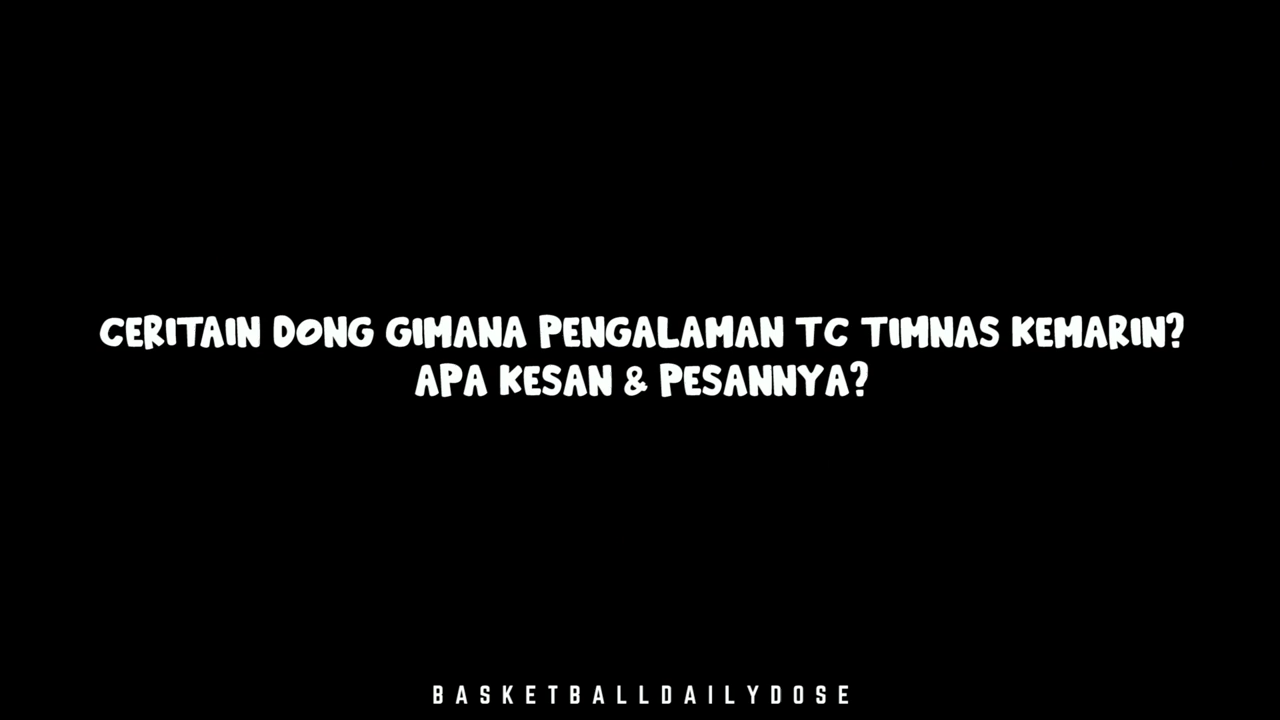 CERITAIN DONG GIMANA PENGALAMAN TC TIMNAS KEMARIN?
APA KESAN & PESANNYA?
BASKETBALLDAILYDOSE